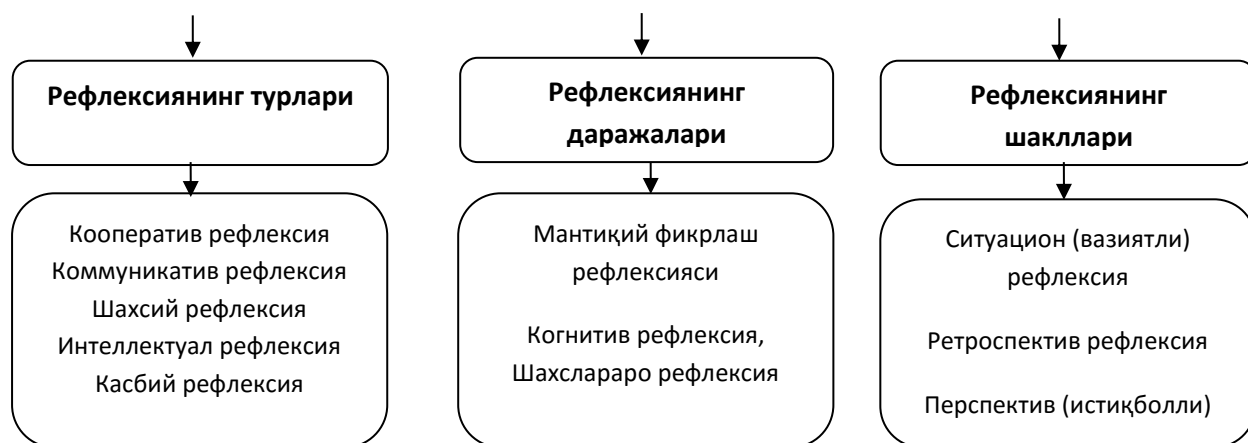 Рефлексиянинг турлари
Кооператив рефлексия
Коммуникатив рефлексия
Шахсий рефлексия
Интеллектуал рефлексия
Касбий рефлексия
Рефлексиянинг
даражалари
Мантиқий фикрлаш
рефлексияси
Когнитив рефлексия,
Шахслараро рефлексия
Рефлексиянинг
шакллари
Ситуацион (вазиятли)
рефлексия
Ретроспектив рефлексия
Перспектив (истиқболли)